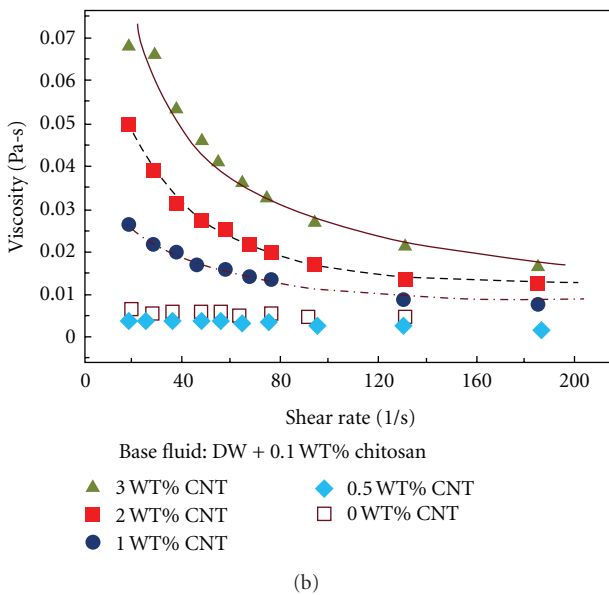 0.07
0.06
0.05
0.04
0.03
0.02
0.01
0
Viscosity (Pa-s)
0 40 80 120 160 200
Shear rate (1/s)
Base fluid: DW + 0.1 WT% chitosan
3 WT% CNT
2 WT% CNT
1 WT% CNT
0.5 WT% CNT
0 WT% CNT
(b)